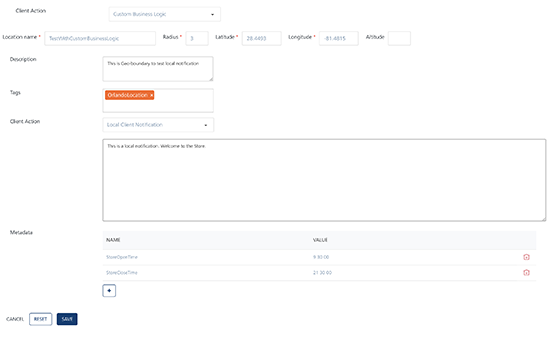 Client Action
Custom Business Logic
Location name * TestWithCustomBusinessLogic Radius * 3 Latitude * 28.4493 Longitude * -81.4815 Altitude
Description
This is Geo-boundary to test local notification
Tags
OrlandoLocation ×
Client Action
Local Client Notification
This is a local notification. Welcome to the Store.
Metadata
NAME VALUE
StoreOpenTime 9:30:00
StoreCloseTime 21:30:00
+
CANCEL RESET SAVE